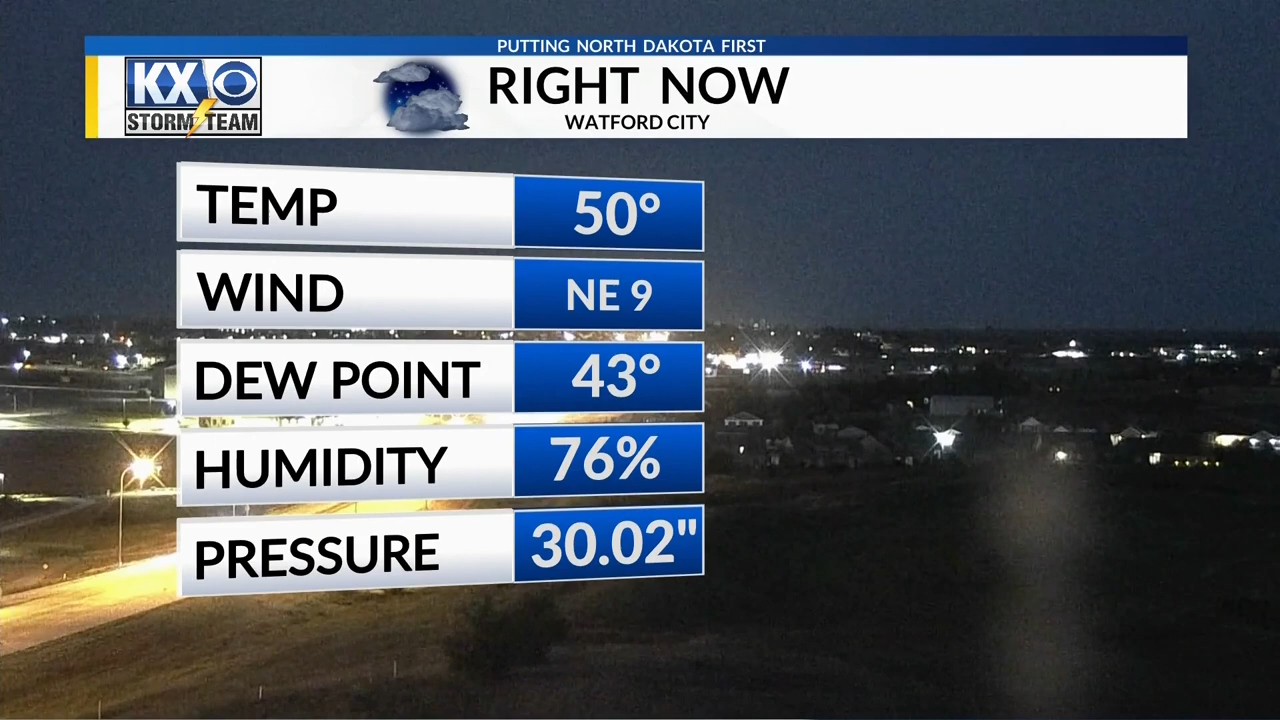 PUTTING NORTH DAKOTA FIRST
KX
STORM TEAM
RIGHT NOW
WATFORD CITY
TEMP 50°
WIND NE 9
DEW POINT 43°
HUMIDITY 76%
PRESSURE 30.02"